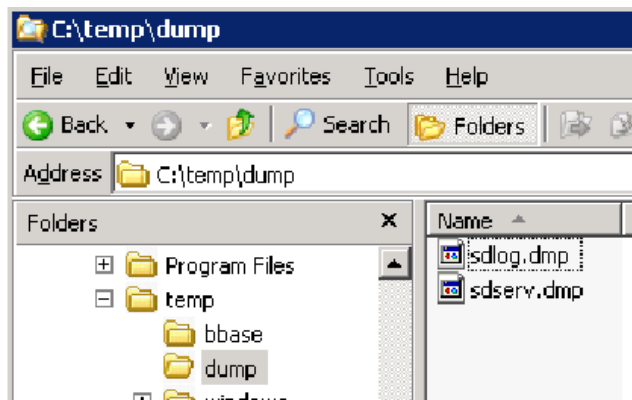 C:\temp\dump
File Edit View Favorites Tools Help
Back Search Folders
Address C:\temp\dump
Folders
Name
Program Files
temp
bbase
dump
windows
sdlog.dmp
sdserv.dmp